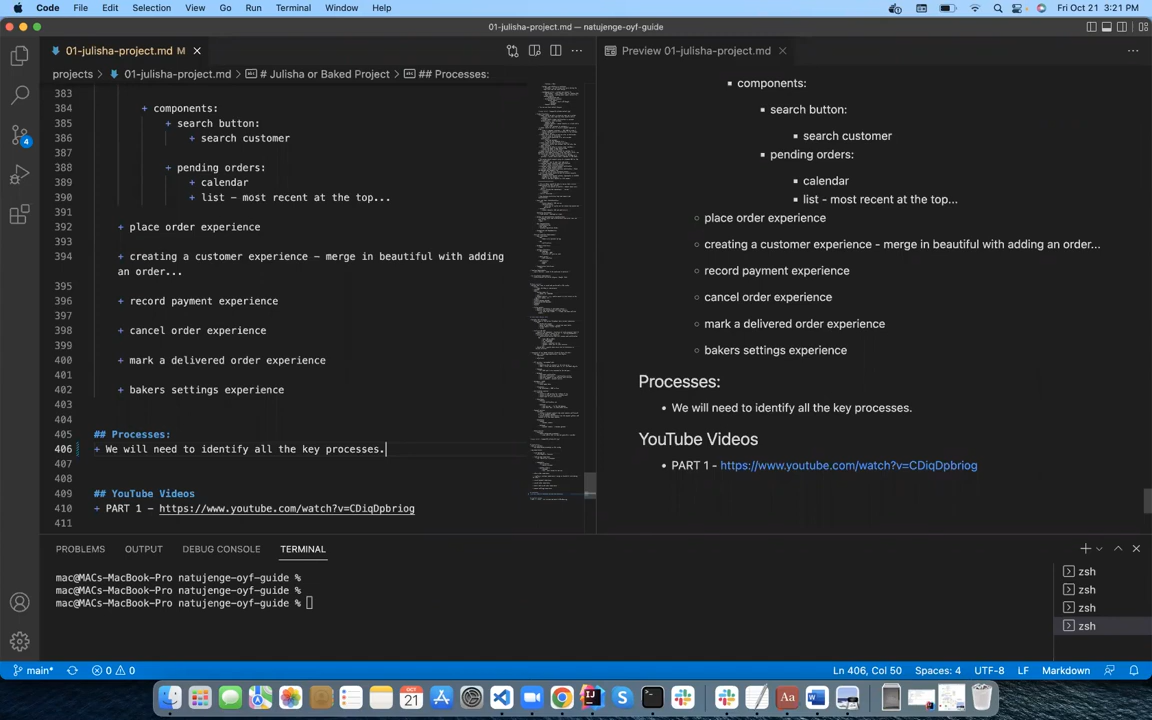 Code File Edit Selection View Go Run Terminal Window Help Fri Oct 21 3:21 PM
01-julisha-project.md — natujenge-oyf-guide
01-julisha-project.md M
Preview 01-julisha-project.md
projects > 01-julisha-project.md > # Julisha or Baked Project > ## Processes:
383
384 + components:
385 + search button:
386 + search customer
387
388 + pending orders:
389 + calendar
390 + list - most recent at the top...
391
392 + place order experience
393
394 + creating a customer experience - merge in beautiful with adding
an order...
395
396 + record payment experience
397
398 + cancel order experience
399
400 + mark a delivered order experience
401
402 + bakers settings experience
403
404
405 ## Processes:
406 + We will need to identify all the key processes.
407
408
409 ## YouTube Videos
410 + PART 1 - https://www.youtube.com/watch?v=CDiQdDpbriog
411
components:
search button:
search customer
pending orders:
calendar
list - most recent at the top...
place order experience
creating a customer experience - merge in beautiful with adding an order...
record payment experience
cancel order experience
mark a delivered order experience
bakers settings experience
Processes:
We will need to identify all the key processes.
YouTube Videos
PART 1 - https://www.youtube.com/watch?v=CDiQdDpbriog
4
PROBLEMS OUTPUT DEBUG CONSOLE TERMINAL
mac@MACs-MacBook-Pro natujenge-oyf-guide %
mac@MACs-MacBook-Pro natujenge-oyf-guide %
mac@MACs-MacBook-Pro natujenge-oyf-guide %
zsh
zsh
zsh
zsh
main* 0 0 Ln 406, Col 50 Spaces: 4 UTF-8 LF Markdown
21 Aa